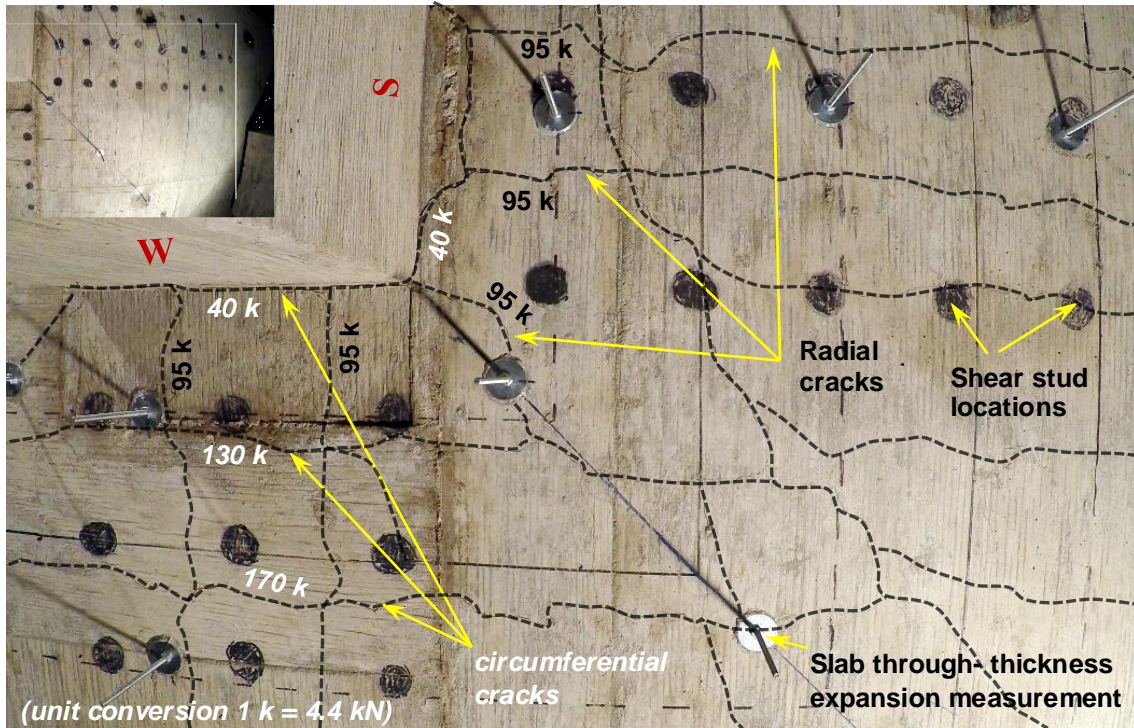 95 k
S
95 k
40 k
W
40 k
95 k
95 k
95 k
Radial
cracks
Shear stud
locations
130 k
170 k
circumferential
cracks
Slab through- thickness
expansion measurement
(unit conversion 1 k = 4.4 kN)